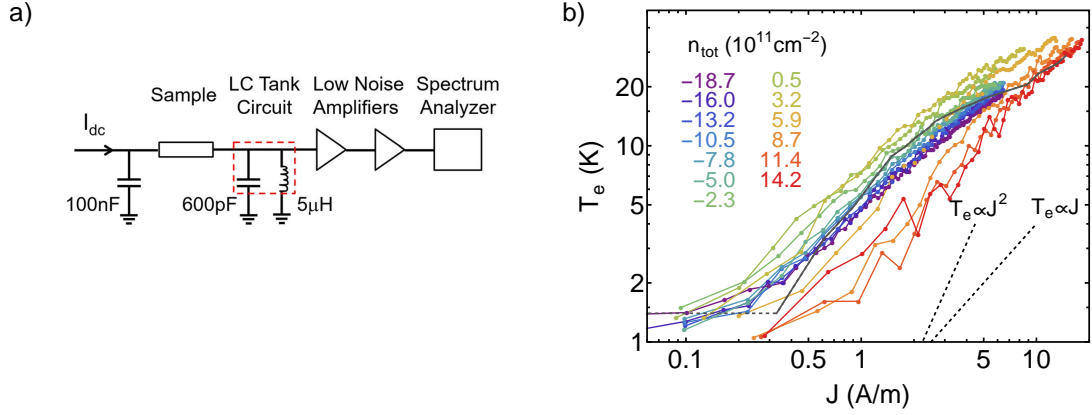 a)
I_dc
Sample
LC Tank
Circuit
Low Noise
Amplifiers
Spectrum
Analyzer
100nF
600pF
5μH
b)
n_tot (10^11 cm^−2)
−18.7 0.5
−16.0 3.2
−13.2 5.9
−10.5 8.7
−7.8 11.4
−5.0 14.2
−2.3
T_e∝J^2
T_e∝J
T_e (K)
20
10
5
2
1
0.1 0.5 1 5 10
J (A/m)